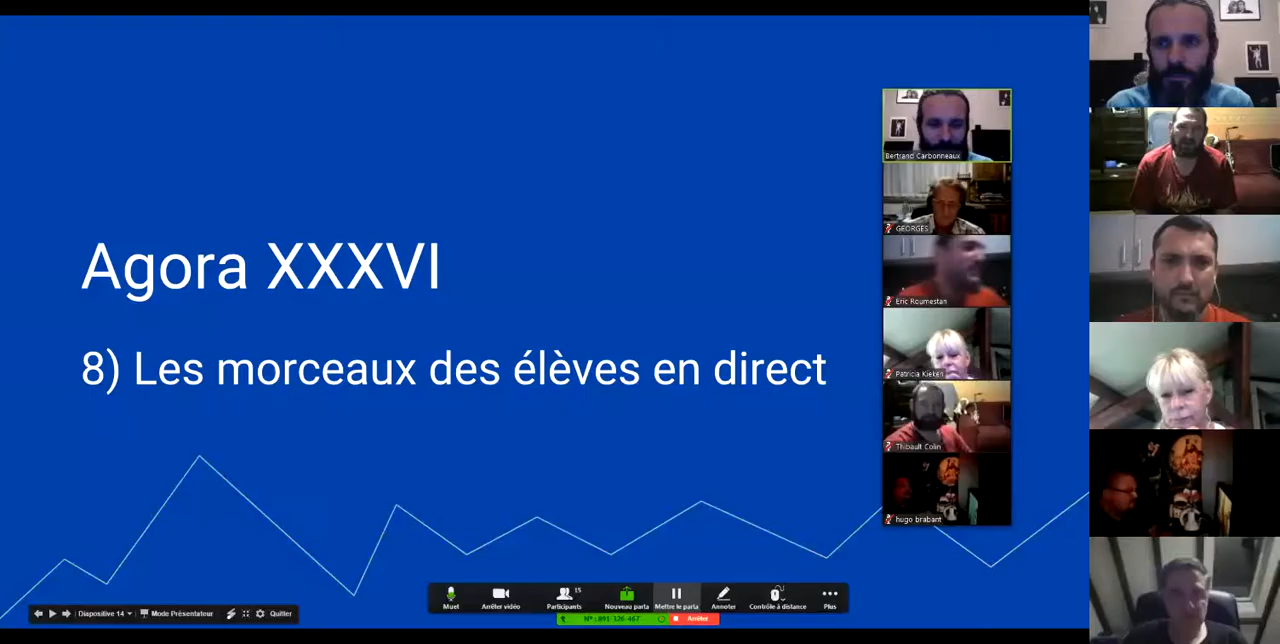 Agora XXXVI
8) Les morceaux des élèves en direct
Bertrand Carbonneaux
GEORGES
Eric Roumestan
Patricia Kieken
Thibault Colin
hugo brabant
Diapositive 14
Mode Présentateur
Quitter
Muet
Arrêter vidéo
15
Participants
Nouveau parta
Mettre le parta
Annoter
Contrôle à distance
Plus
N° : 891-326-467
Arrêter